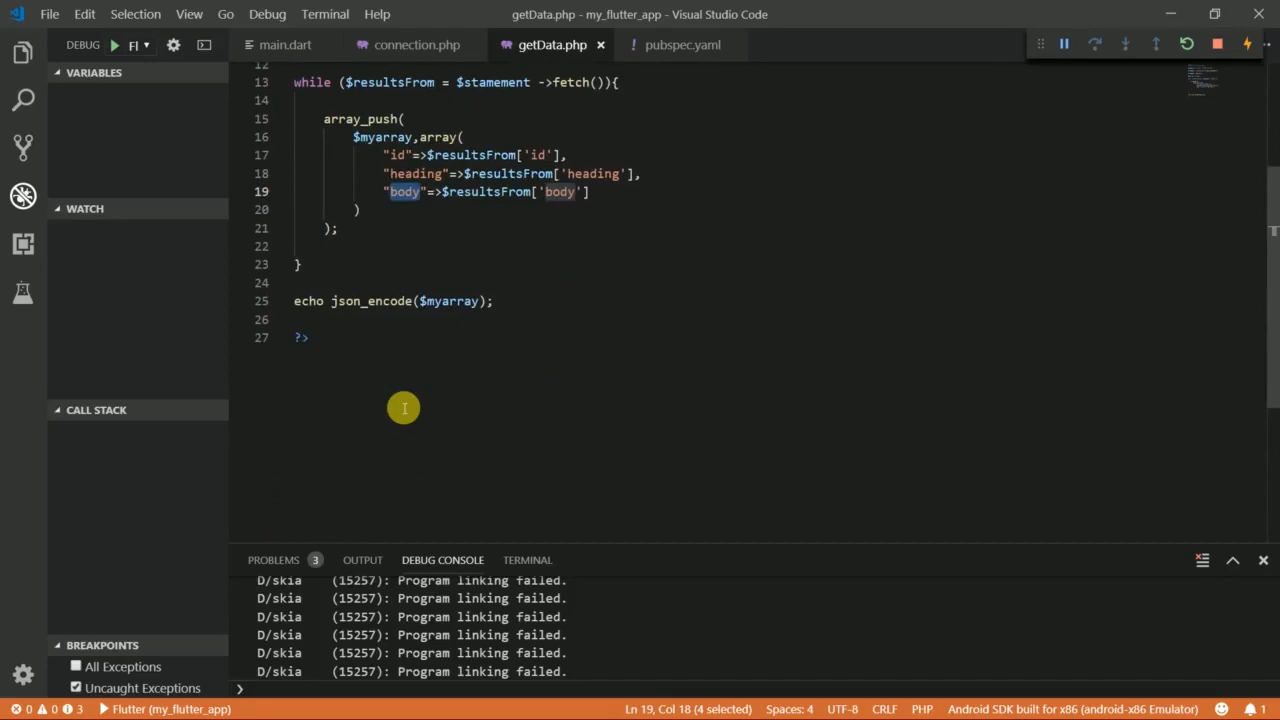 File Edit Selection View Go Debug Terminal Help
getData.php - my_flutter_app - Visual Studio Code
DEBUG Fl
main.dart connection.php getData.php pubspec.yaml
VARIABLES
WATCH
CALL STACK
BREAKPOINTS
All Exceptions
Uncaught Exceptions
12
13 while ($resultsFrom = $stamement ->fetch()){
14
15 array_push(
16 $myarray,array(
17 "id"=>$resultsFrom['id'],
18 "heading"=>$resultsFrom['heading'],
19 "body"=>$resultsFrom['body']
20 )
21 );
22
23 }
24
25 echo json_encode($myarray);
26
27 ?>
PROBLEMS 3 OUTPUT DEBUG CONSOLE TERMINAL
D/skia (15257): Program linking failed.
D/skia (15257): Program linking failed.
D/skia (15257): Program linking failed.
D/skia (15257): Program linking failed.
D/skia (15257): Program linking failed.
D/skia (15257): Program linking failed.
0 0 3 Flutter (my_flutter_app) Ln 19, Col 18 (4 selected) Spaces: 4 UTF-8 CRLF PHP Android SDK built for x86 (android-x86 Emulator) 1